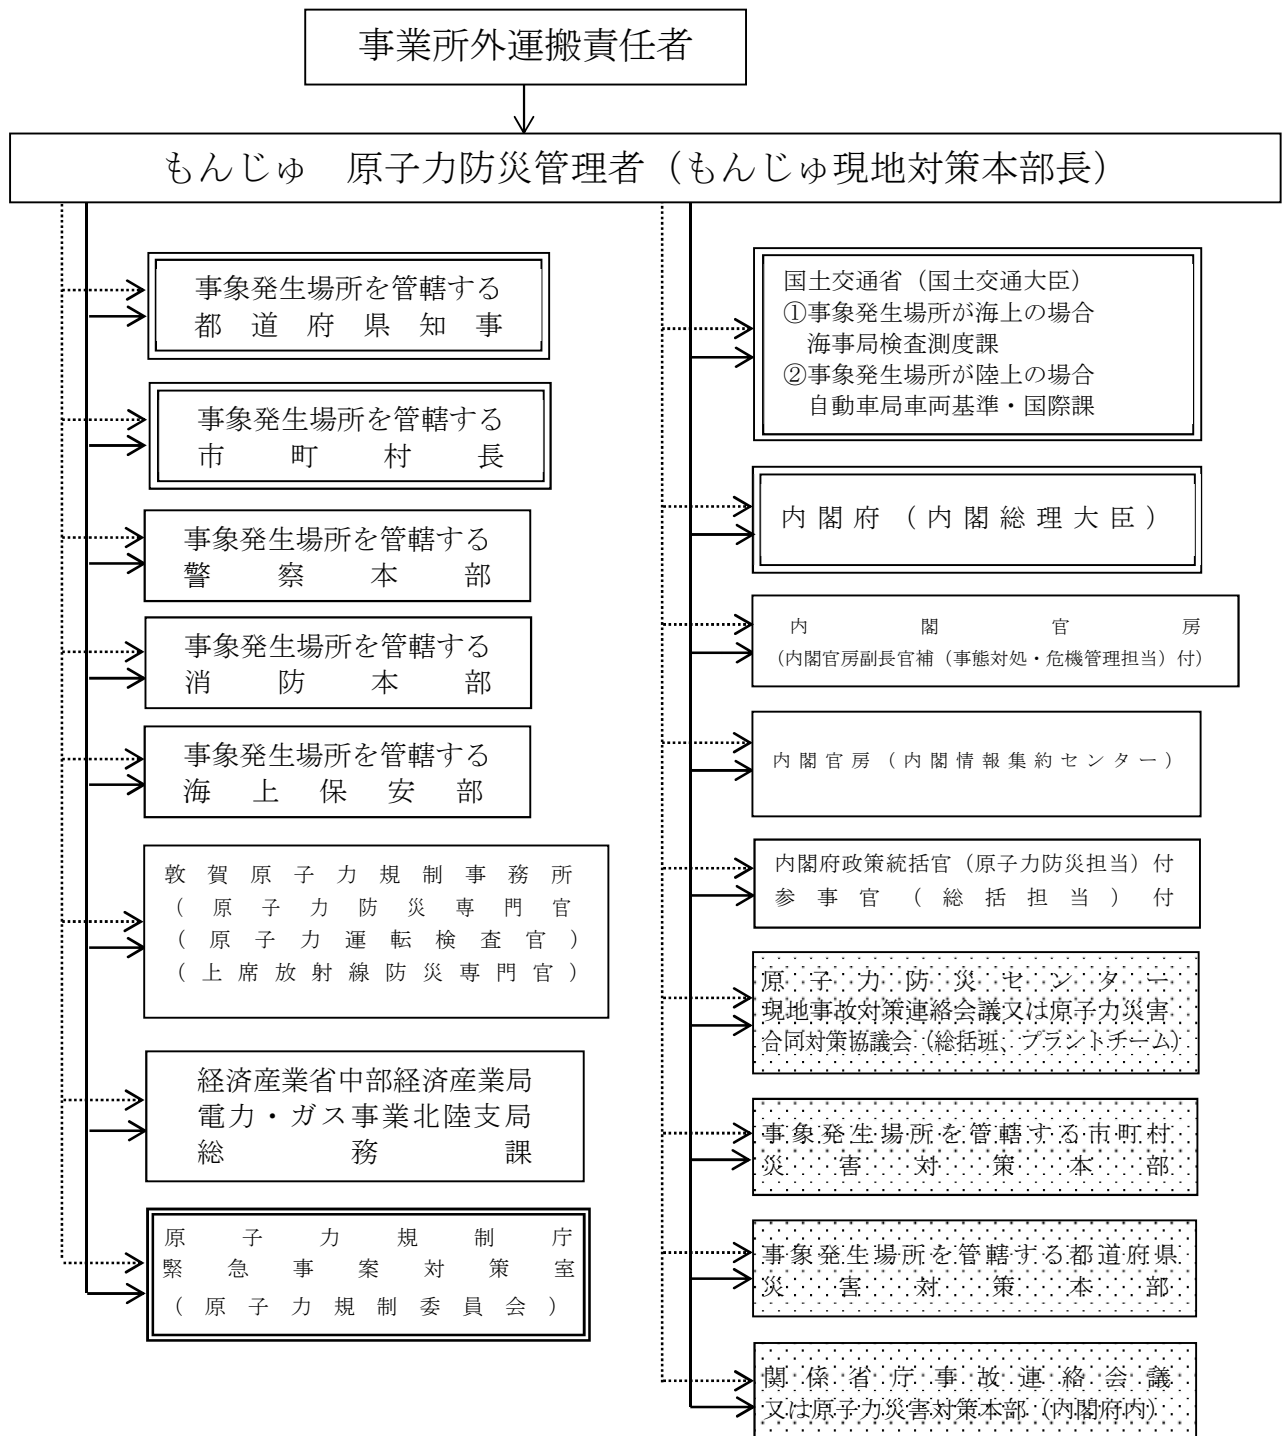 事業所外運搬責任者
もんじゅ　原子力防災管理者（もんじゅ現地対策本部長）
事象発生場所を管轄する
都道府県知事
事象発生場所を管轄する
市町村長
事象発生場所を管轄する
警察本部
事象発生場所を管轄する
消防本部
事象発生場所を管轄する
海上保安部
敦賀原子力規制事務所
（原子力防災専門官
（原子力運転検査官）
（上席放射線防災専門官）
経済産業省中部経済産業局
電力・ガス事業北陸支局
総務課
原子力規制庁
緊急事案対策室
（原子力規制委員会）
国土交通省（国土交通大臣）
①事象発生場所が海上の場合
海事局検査測度課
②事象発生場所が陸上の場合
自動車局車両基準・国際課
内閣府（内閣総理大臣）
内閣官房
（内閣官房副長官補（事態対処・危機管理担当）付）
内閣官房（内閣情報集約センター）
内閣府政策統括官（原子力防災担当）付
参事官（総括担当）付
原子力防災センター
現地事故対策連絡会議又は原子力災害
合同対策協議会（総括班、プラントチーム）
事象発生場所を管轄する市町村
災害対策本部
事象発生場所を管轄する都道府県
災害対策本部
関係省庁事故連絡会議
又は原子力災害対策本部（内閣府内）